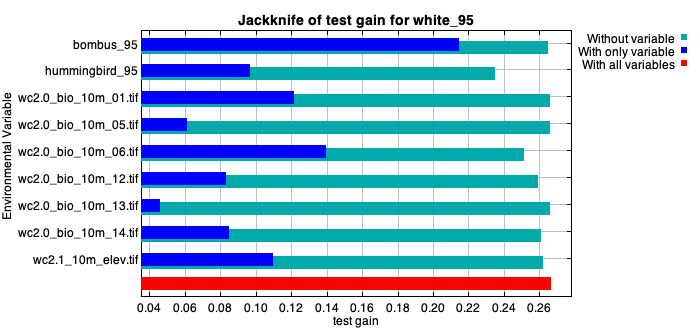 Jackknife of test gain for white_95
Without variable
With only variable
With all variables
Environmental Variable
bombus_95
hummingbird_95
wc2.0_bio_10m_01.tif
wc2.0_bio_10m_05.tif
wc2.0_bio_10m_06.tif
wc2.0_bio_10m_12.tif
wc2.0_bio_10m_13.tif
wc2.0_bio_10m_14.tif
wc2.1_10m_elev.tif
0.04 0.06 0.08 0.10 0.12 0.14 0.16 0.18 0.20 0.22 0.24 0.26
test gain